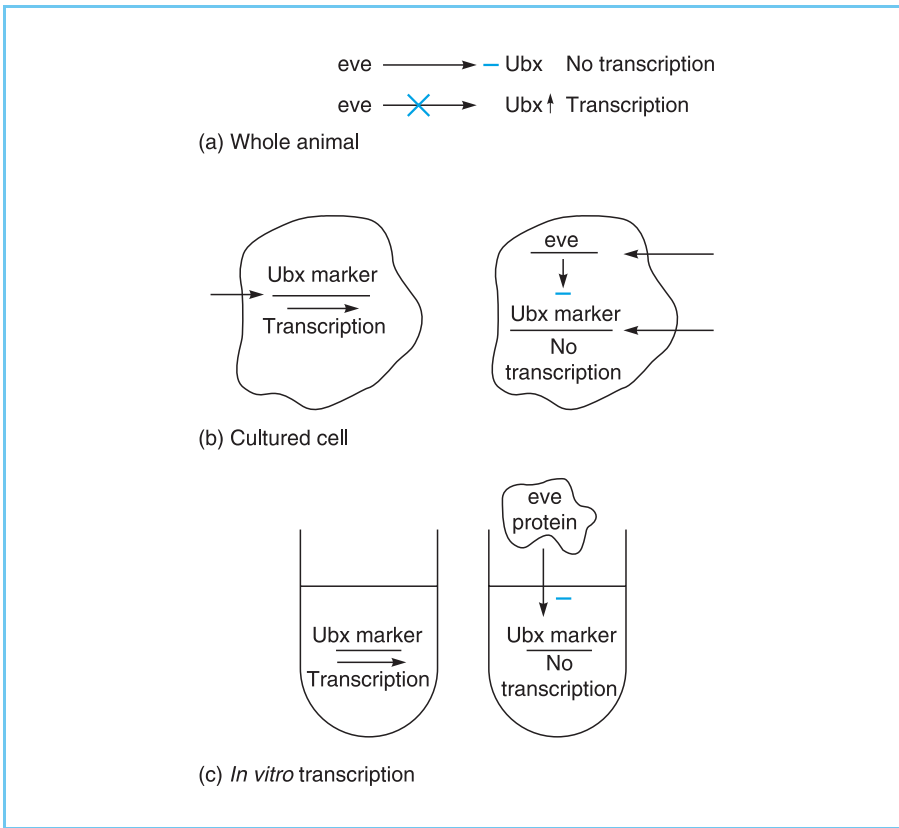 eve Ubx No transcription
eve Ubx Transcription
(a) Whole animal
Ubx marker
Transcription
eve
Ubx marker
No
transcription
(b) Cultured cell
Ubx marker
Transcription
eve
protein
Ubx marker
No
transcription
(c) In vitro transcription